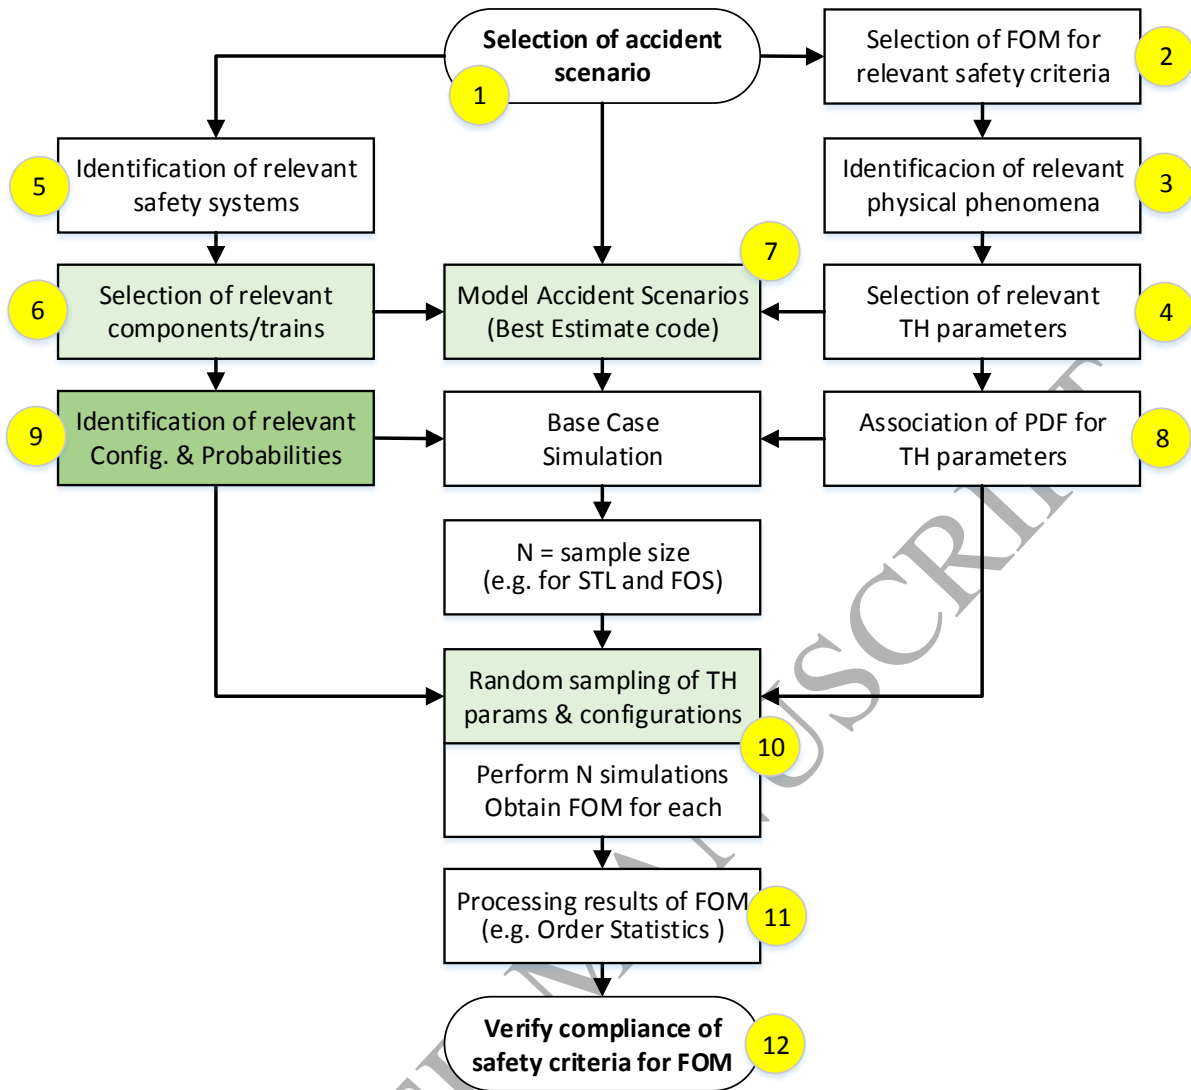 Selection of accident
scenario
1
Selection of FOM for
relevant safety criteria
2
Identification of relevant
safety systems
5
Identificacion of relevant
physical phenomena
3
Selection of relevant
components/trains
6
Model Accident Scenarios
(Best Estimate code)
7
Selection of relevant
TH parameters
4
Identification of relevant
Config. & Probabilities
9
Base Case
Simulation
Association of PDF for
TH parameters
8
N = sample size
(e.g. for STL and FOS)
Random sampling of TH
params & configurations
10
Perform N simulations
Obtain FOM for each
Processing results of FOM
(e.g. Order Statistics )
11
Verify compliance of
safety criteria for FOM
12
MANUSCRIPT